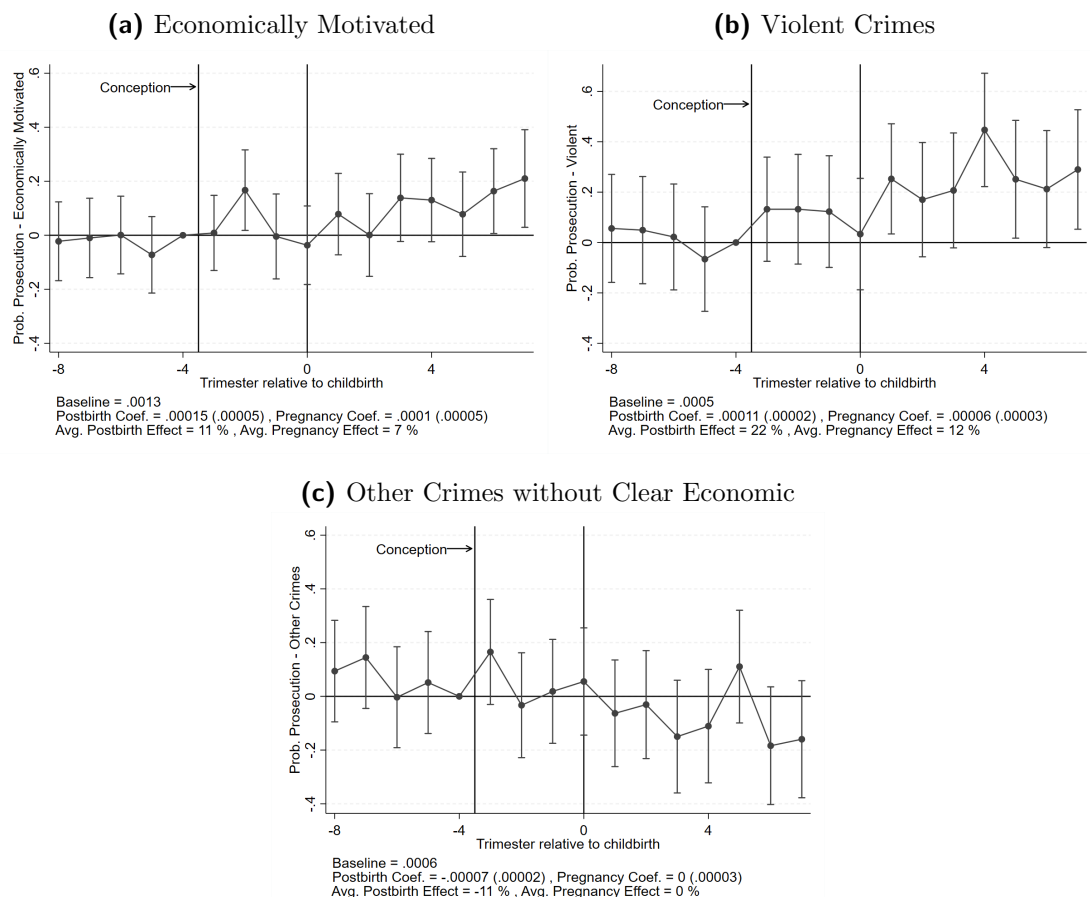 (a) Economically Motivated
Prob. Prosecution - Economically Motivated
.6
.4
.2
0
-.2
-.4
Conception
-8
-4
0
4
Trimester relative to childbirth
Baseline = .0013
Postbirth Coef. = .00015 (.00005) , Pregnancy Coef. = .0001 (.00005)
Avg. Postbirth Effect = 11 % , Avg. Pregnancy Effect = 7 %
(b) Violent Crimes
Prob. Prosecution - Violent
.6
.4
.2
0
-.2
-.4
Conception
-8
-4
0
4
Trimester relative to childbirth
Baseline = .0005
Postbirth Coef. = .00011 (.00002) , Pregnancy Coef. = .00006 (.00003)
Avg. Postbirth Effect = 22 % , Avg. Pregnancy Effect = 12 %
(c) Other Crimes without Clear Economic
Prob. Prosecution - Other Crimes
.6
.4
.2
0
-.2
-.4
Conception
-8
-4
0
4
Trimester relative to childbirth
Baseline = .0006
Postbirth Coef. = -.00007 (.00002) , Pregnancy Coef. = 0 (.00003)
Avg. Postbirth Effect = -11 % , Avg. Pregnancy Effect = 0 %